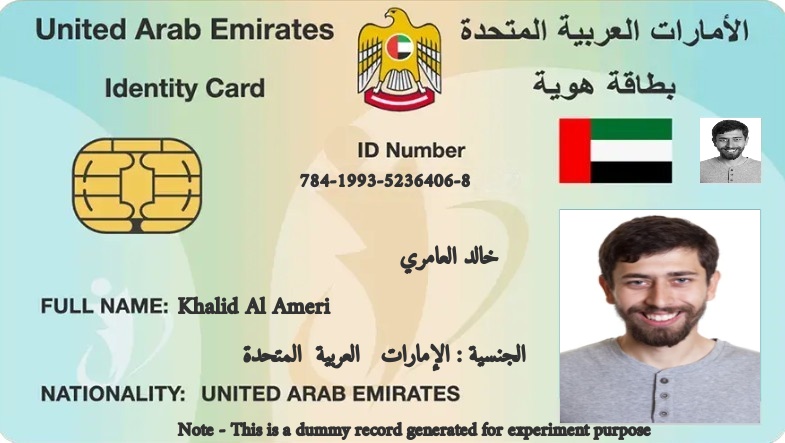 United Arab Emirates
الأمارات العربية المتحدة
Identity Card
بطاقة هوية
ID Number
784-1993-5236406-8
خالد العامري
FULL NAME: Khalid Al Ameri
الجنسية : الإمارات العربية المتحدة
NATIONALITY: UNITED ARAB EMIRATES
Note - This is a dummy record generated for experiment purpose